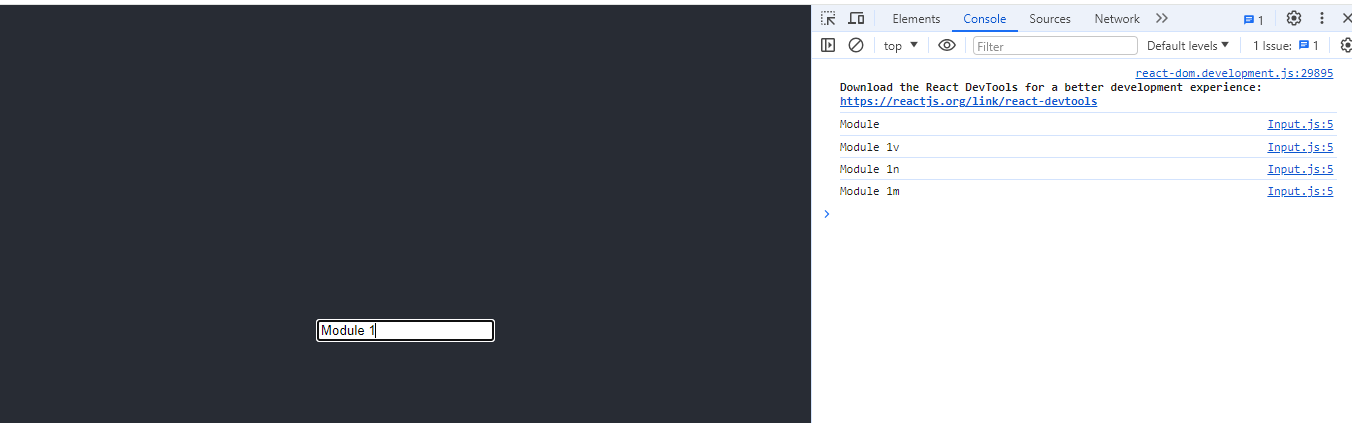 Elements Console Sources Network 1
top Filter Default levels 1 Issue: 1
react-dom.development.js:29895
Download the React DevTools for a better development experience:
https://reactjs.org/link/react-devtools
Module Input.js:5
Module 1v Input.js:5
Module 1n Input.js:5
Module 1m Input.js:5
Module 1